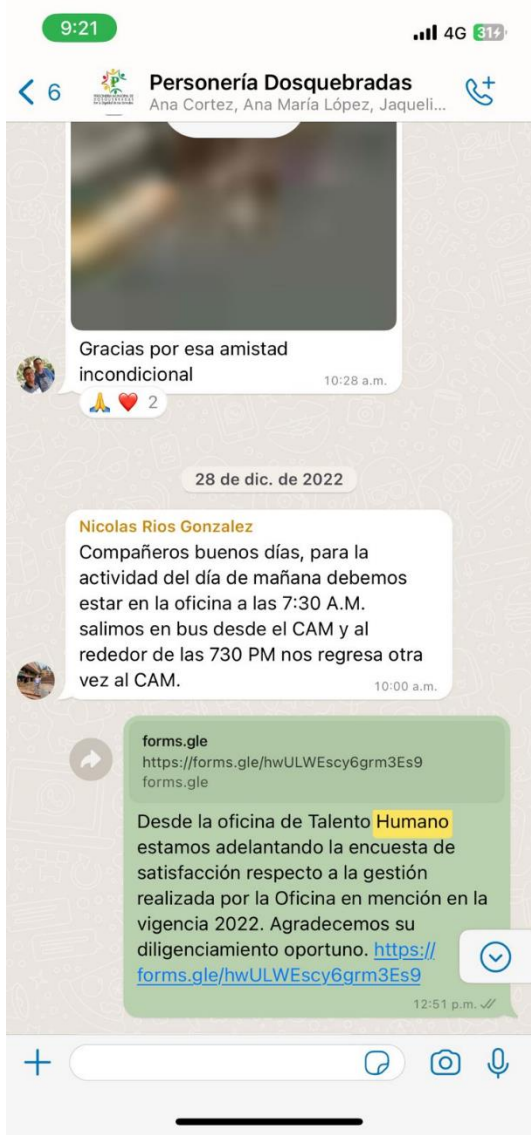 9:21
4G 31
6
Personería Dosquebradas
Ana Cortez, Ana María López, Jaqueli...
Gracias por esa amistad
incondicional
10:28 a.m.
🙏 ❤️ 2
28 de dic. de 2022
Nicolas Rios Gonzalez
Compañeros buenos días, para la
actividad del día de mañana debemos
estar en la oficina a las 7:30 A.M.
salimos en bus desde el CAM y al
rededor de las 730 PM nos regresa otra
vez al CAM.
10:00 a.m.
forms.gle
https://forms.gle/hwULWEscy6grm3Es9
forms.gle
Desde la oficina de Talento Humano
estamos adelantando la encuesta de
satisfacción respecto a la gestión
realizada por la Oficina en mención en la
vigencia 2022. Agradecemos su
diligenciamiento oportuno. https://
forms.gle/hwULWEscy6grm3Es9
12:51 p.m.